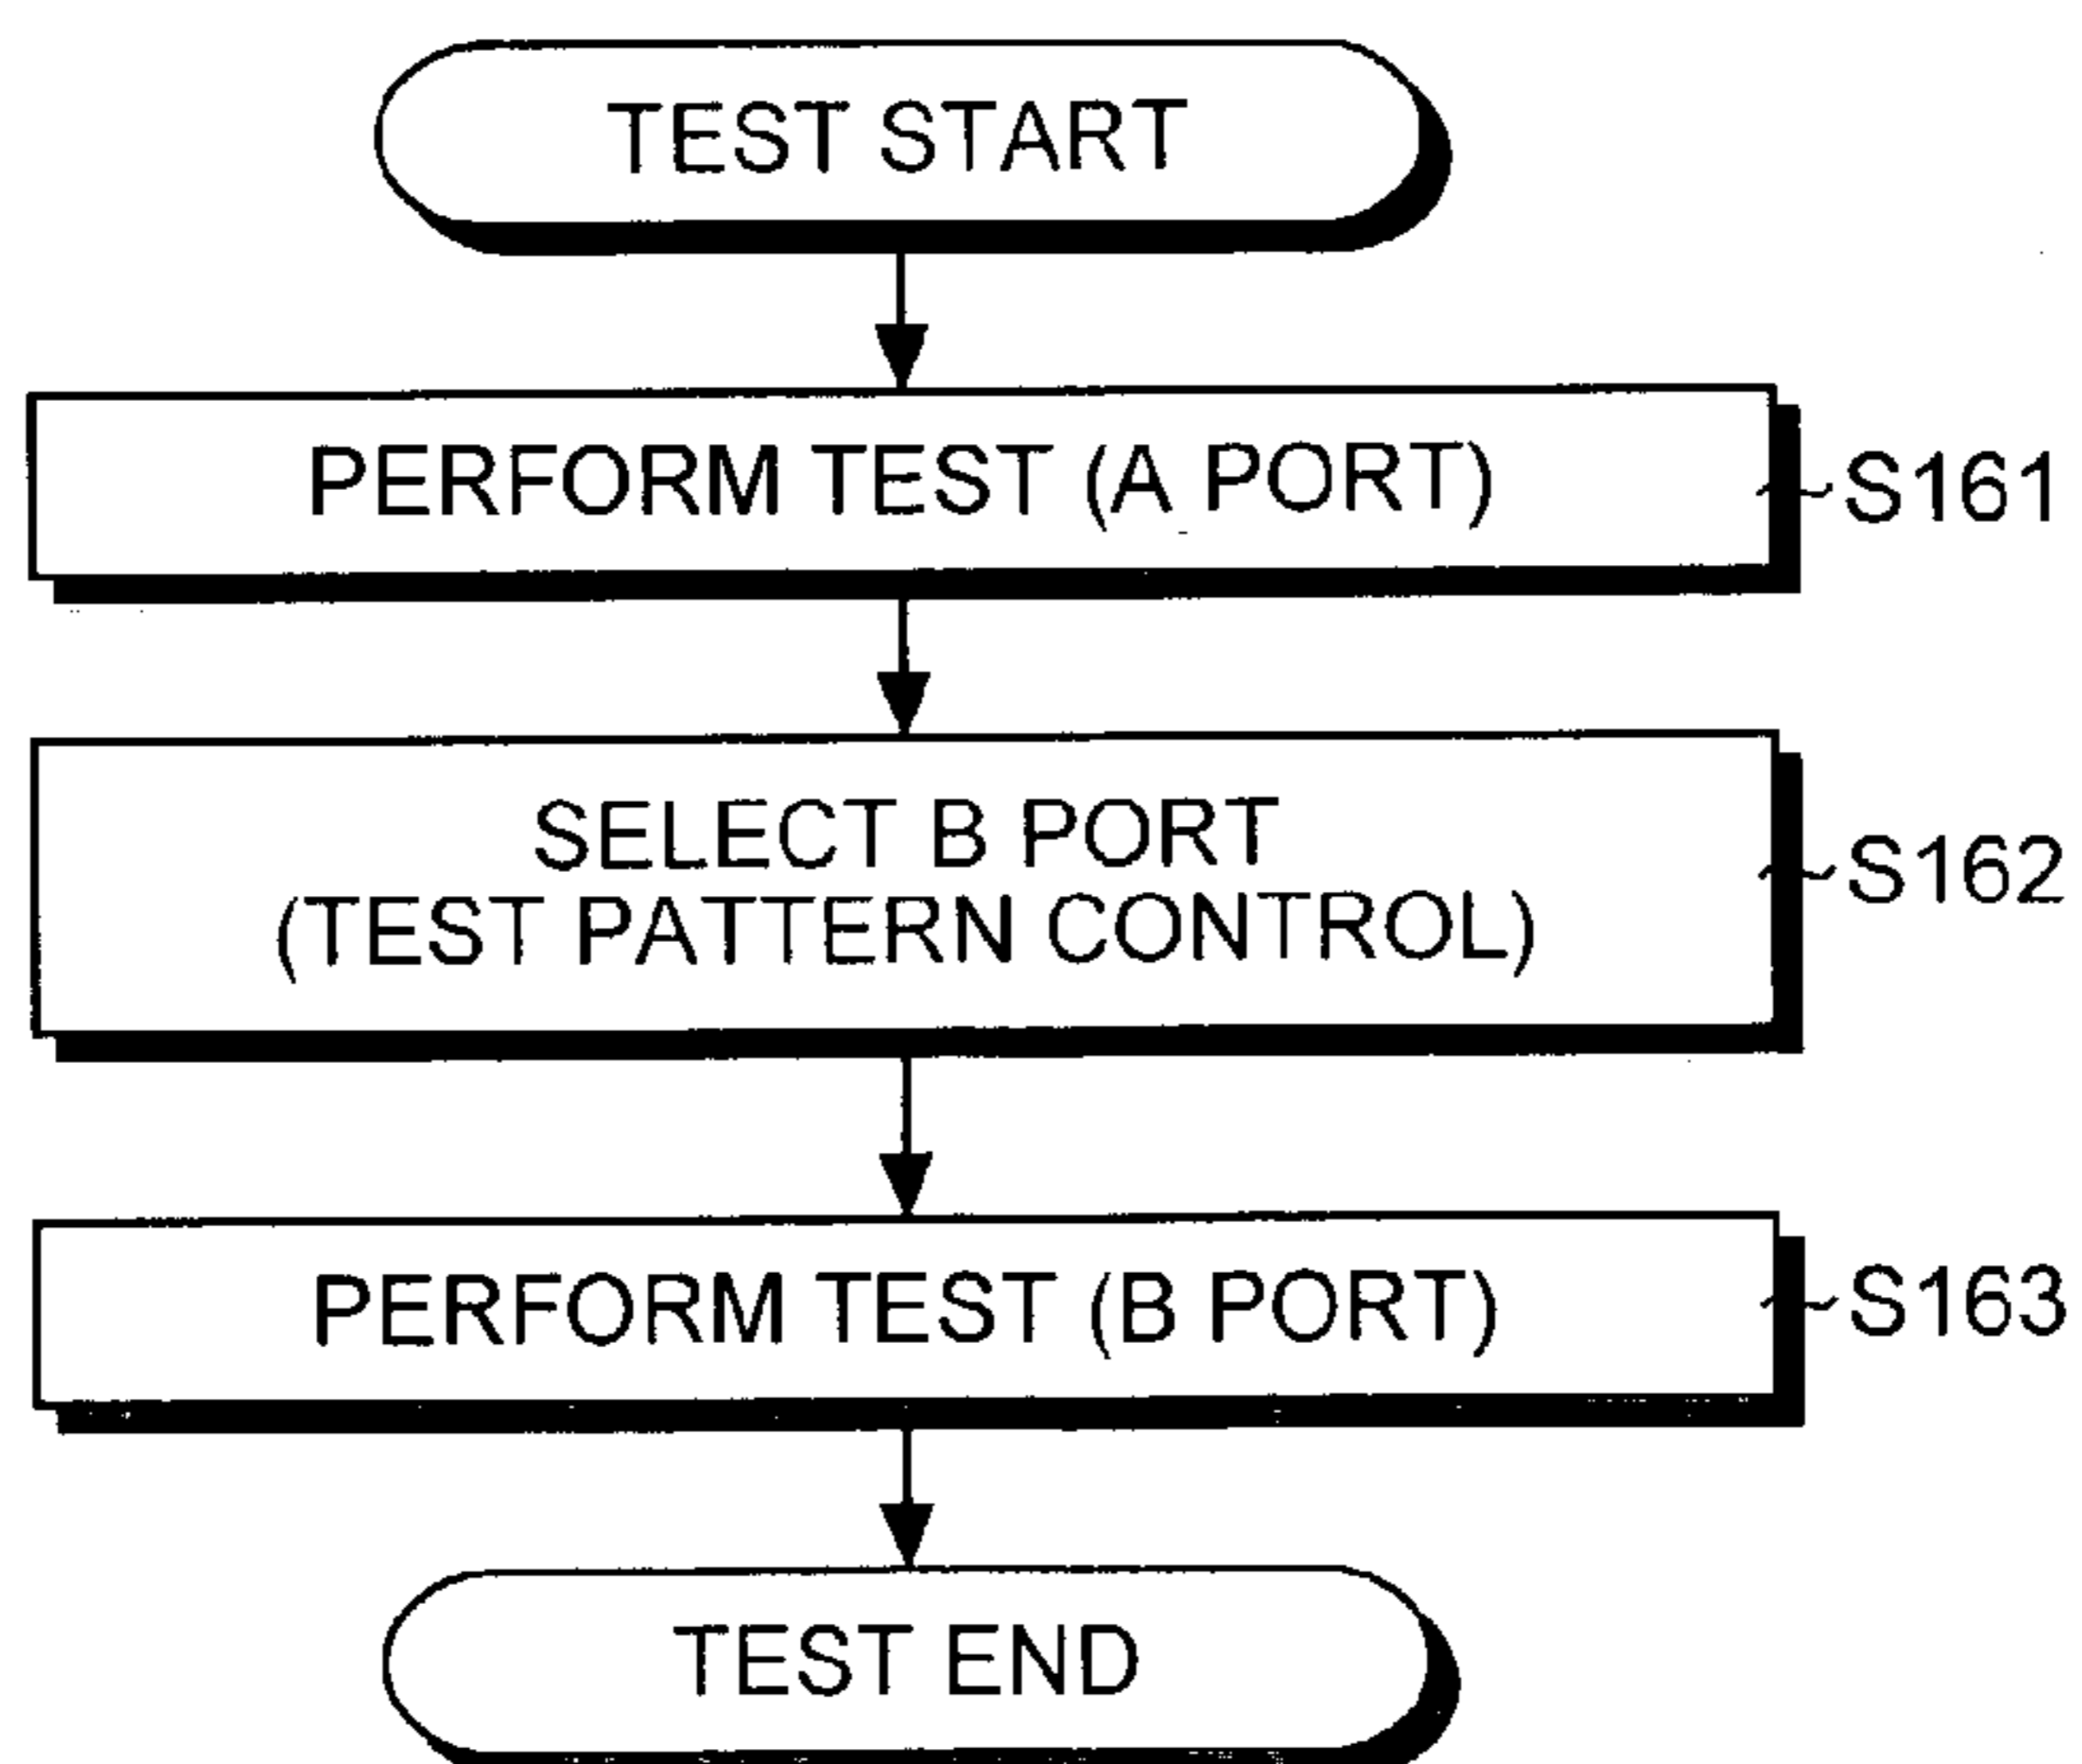 TEST START
PERFORM TEST (A PORT)
S161
SELECT B PORT
(TEST PATTERN CONTROL)
S162
PERFORM TEST (B PORT)
S163
TEST END